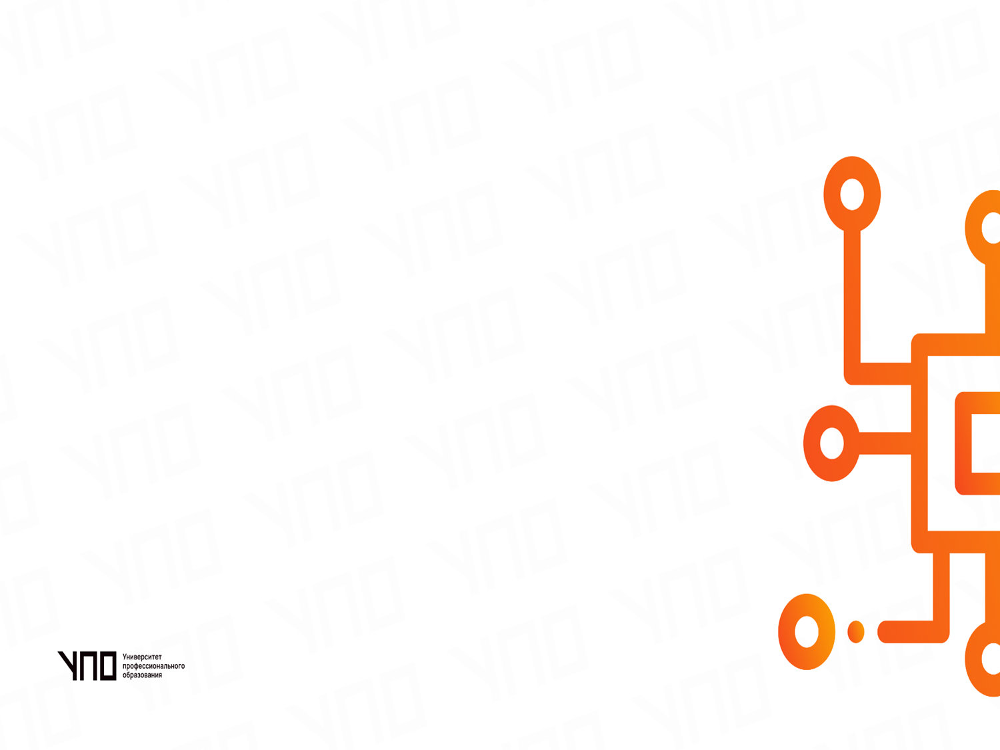 УПО
Университет
профессионального
образования